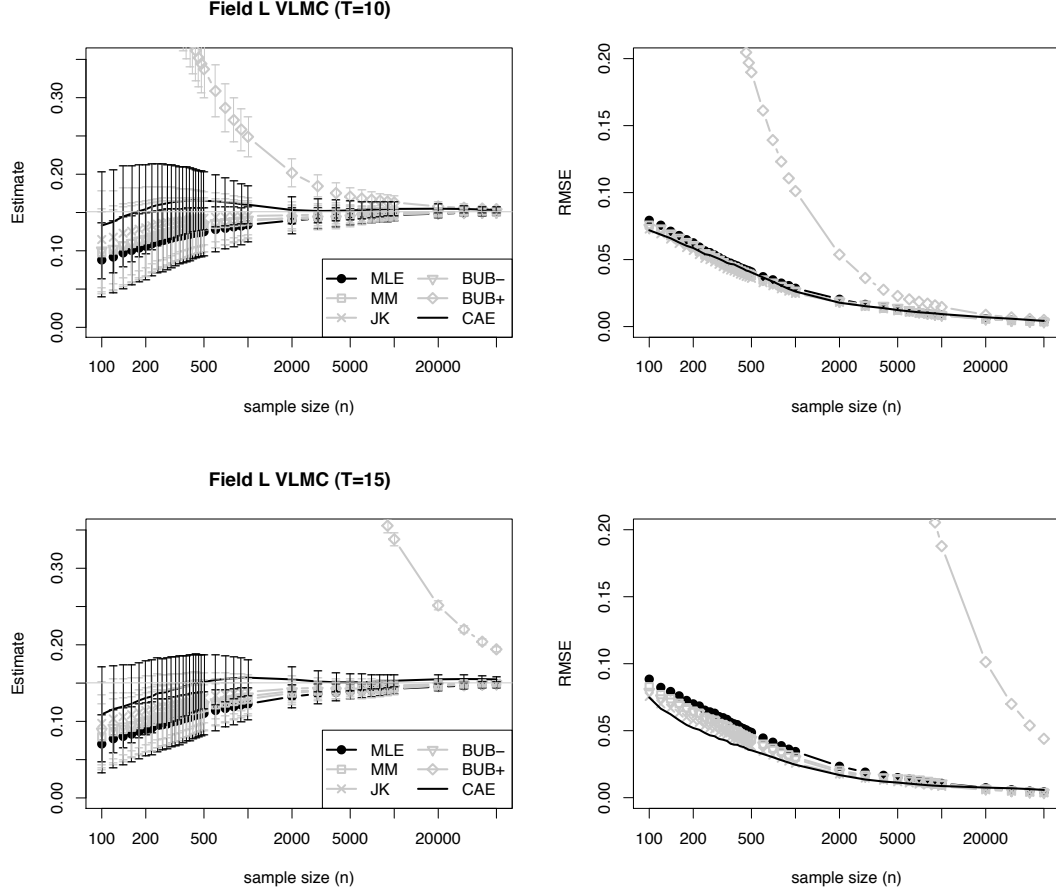 Field L VLMC (T=10)
Estimate
0.00
0.10
0.20
0.30
MLE
MM
JK
BUB−
BUB+
CAE
100
200
500
2000
5000
20000
sample size (n)
RMSE
0.00
0.05
0.10
0.15
0.20
100
200
500
2000
5000
20000
sample size (n)
Field L VLMC (T=15)
Estimate
0.00
0.10
0.20
0.30
MLE
MM
JK
BUB−
BUB+
CAE
100
200
500
2000
5000
20000
sample size (n)
RMSE
0.00
0.05
0.10
0.15
0.20
100
200
500
2000
5000
20000
sample size (n)